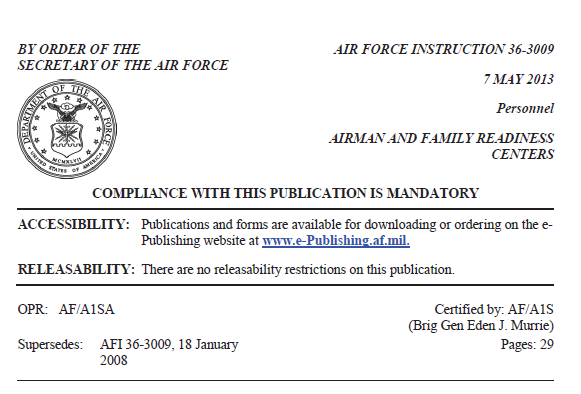 BY ORDER OF THE
SECRETARY OF THE AIR FORCE
AIR FORCE INSTRUCTION 36-3009
7 MAY 2013
Personnel
AIRMAN AND FAMILY READINESS
CENTERS
DEPARTMENT OF THE AIR FORCE
MCMXLVII
UNITED STATES OF AMERICA
COMPLIANCE WITH THIS PUBLICATION IS MANDATORY
ACCESSIBILITY: Publications and forms are available for downloading or ordering on the e-
Publishing website at www.e-Publishing.af.mil.
RELEASABILITY: There are no releasability restrictions on this publication.
OPR: AF/A1SA
Certified by: AF/A1S
(Brig Gen Eden J. Murrie)
Supersedes: AFI 36-3009, 18 January
2008
Pages: 29